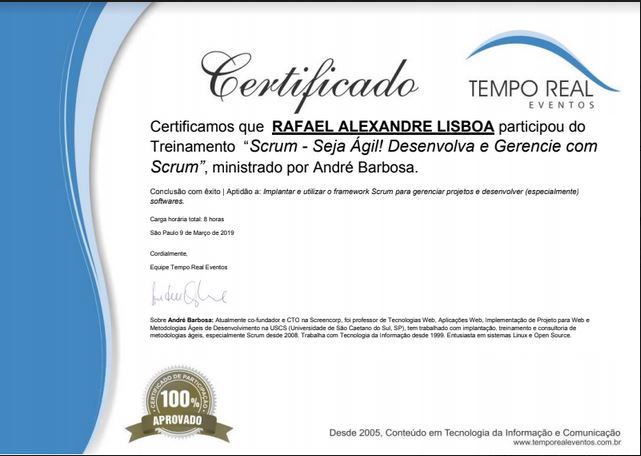 Certificado
TEMPO REAL
EVENTOS
Certificamos que RAFAEL ALEXANDRE LISBOA participou do
Treinamento “Scrum - Seja Ágil! Desenvolva e Gerencie com
Scrum”, ministrado por André Barbosa.
Conclusão com êxito | Aptidão a: Implantar e utilizar o framework Scrum para gerenciar projetos e desenvolver (especialmente)
softwares.
Carga horária total: 8 horas
São Paulo 9 de Março de 2019
Cordialmente,
Equipe Tempo Real Eventos
Sobre André Barbosa: Atualmente co-fundador e CTO na Screencorp, foi professor de Tecnologias Web, Aplicações Web, Implementação de Projeto para Web e
Metodologias Ágeis de Desenvolvimento na USCS (Universidade de São Caetano do Sul, SP), tem trabalhado com implantação, treinamento e consultoria de
metodologias ágeis, especialmente Scrum desde 2008. Trabalha com Tecnologia da Informação desde 1999. Entusiasta em sistemas Linux e Open Source.
CERTIFICADO DE PARTICIPAÇÃO
100%
APROVADO
Desde 2005, Conteúdo em Tecnologia da Informação e Comunicação
www.temporealeventos.com.br